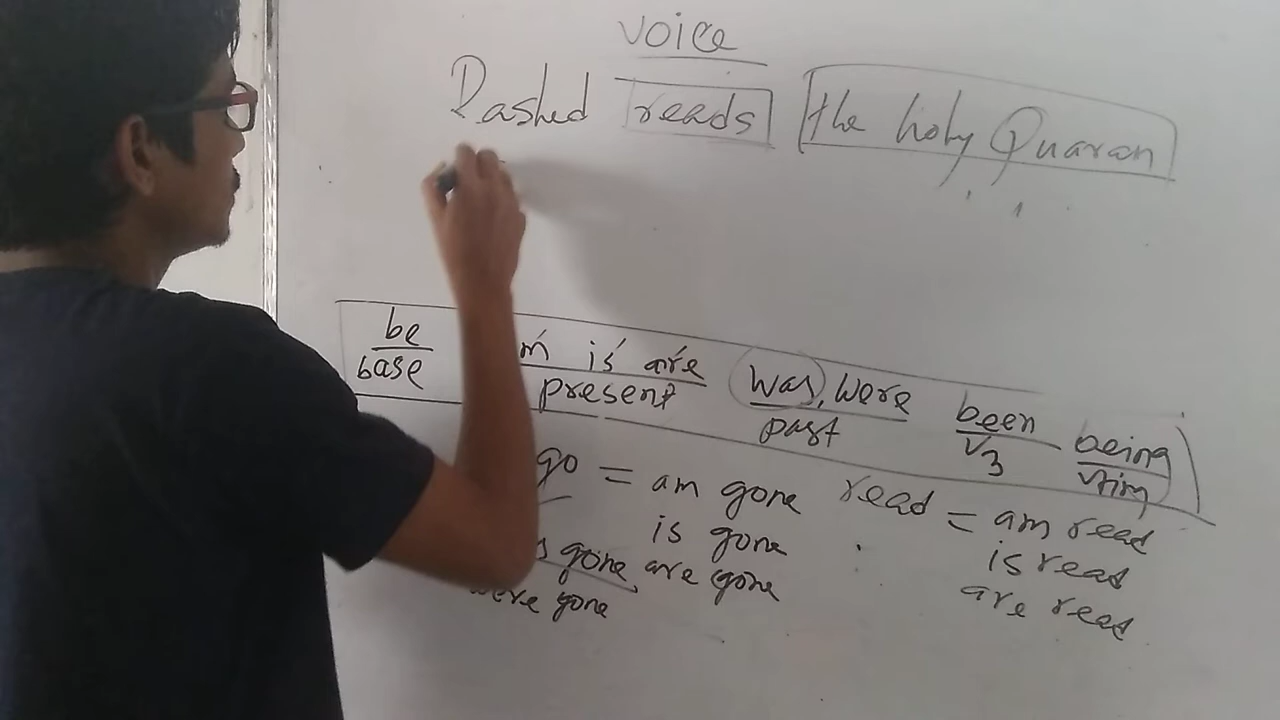 voice
Rashed reads the holy Quaran
be is are was, were been being
base present past V3 Ving
go = am gone read = am read
is gone is read
gone, are gone are read
were gone